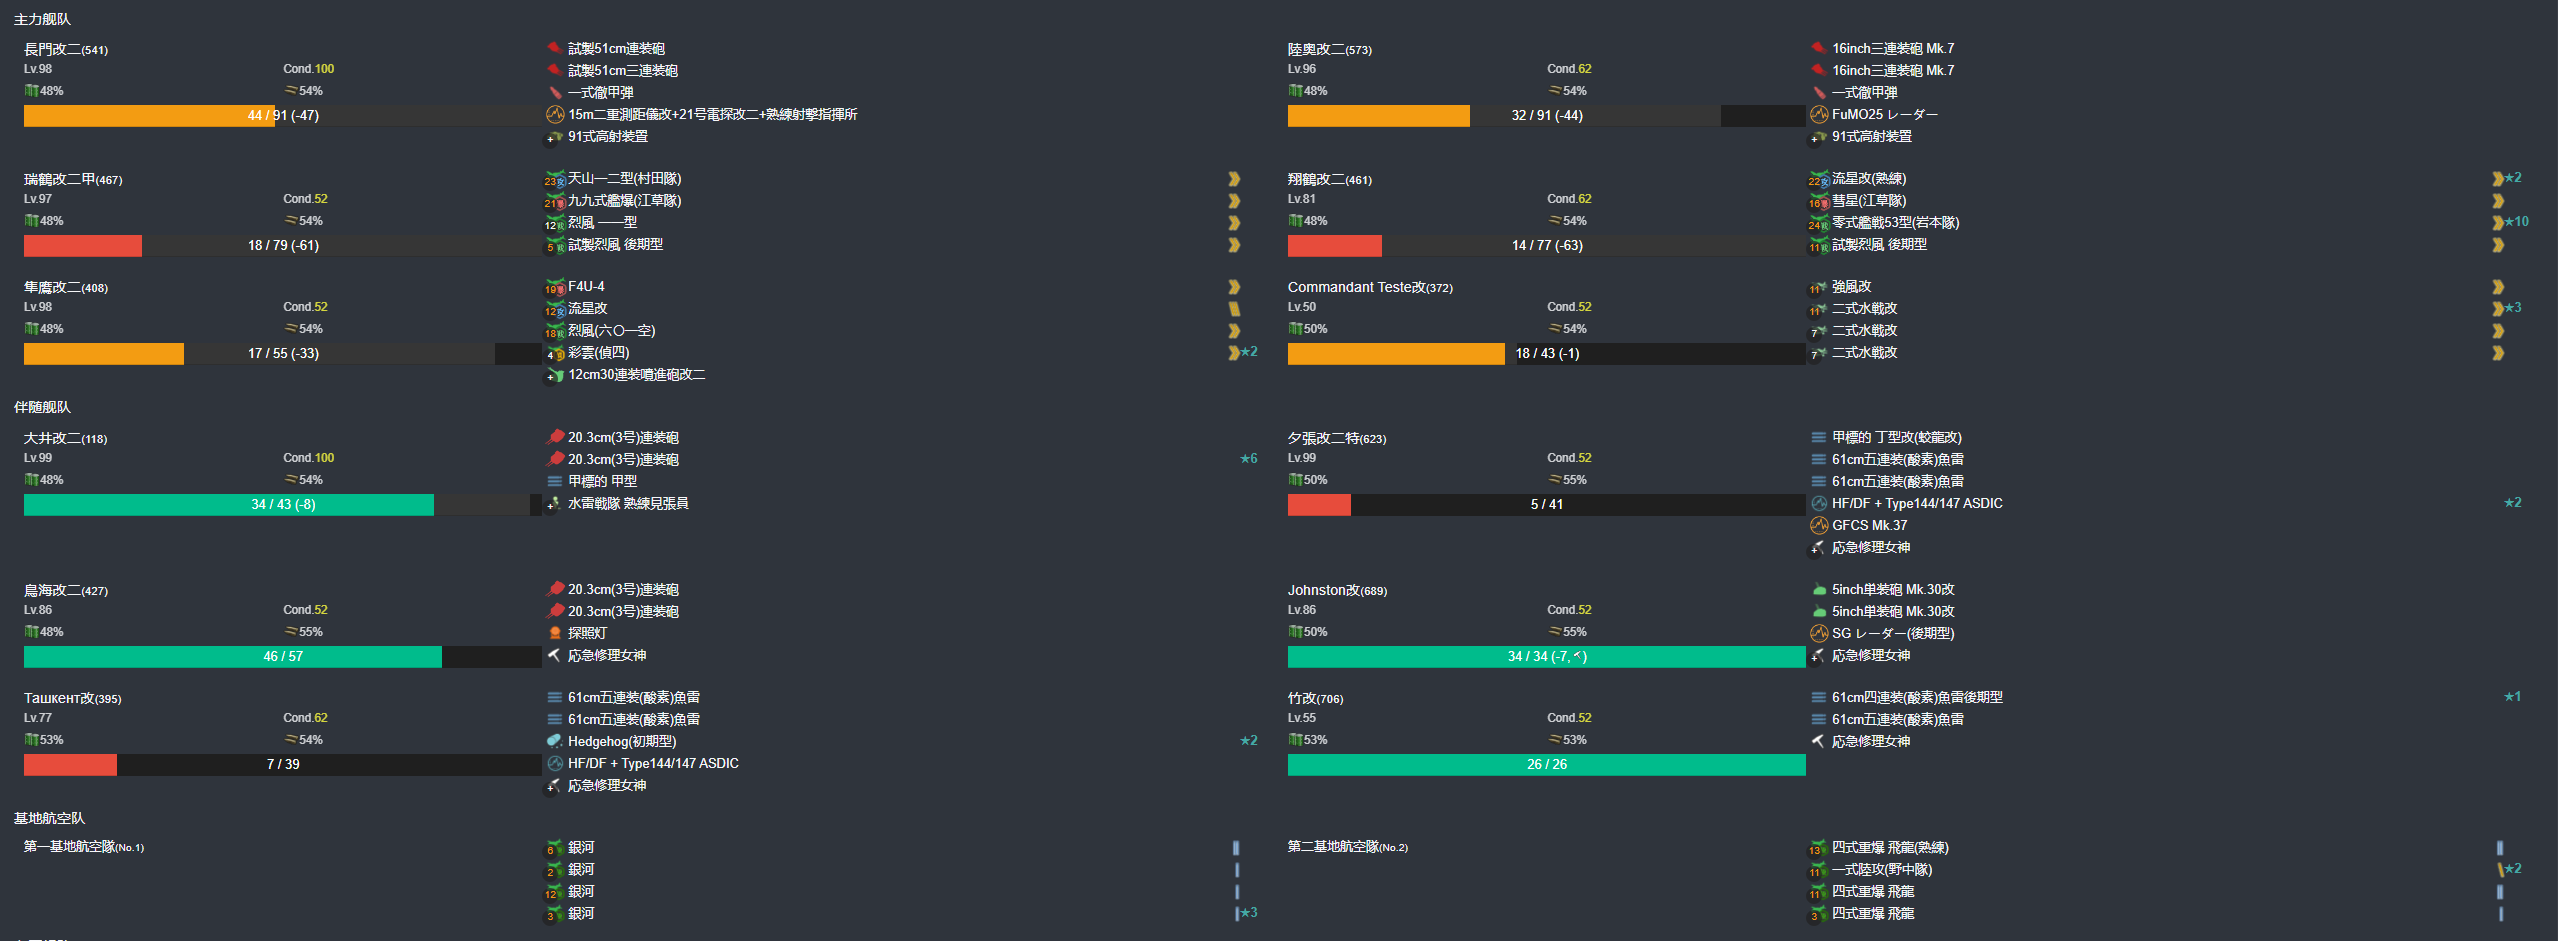 主力舰队
長門改二(541)
Lv.98 Cond.100
48% 54%
44 / 91 (-47)
試製51cm連装砲
試製51cm三連装砲
一式徹甲弾
15m二重測距儀改+21号電探改二+熟練射撃指揮所
+ 91式高射装置
陸奥改二(573)
Lv.96 Cond.62
48% 54%
32 / 91 (-44)
16inch三連装砲 Mk.7
16inch三連装砲 Mk.7
一式徹甲弾
FuMO25 レーダー
+ 91式高射装置
瑞鶴改二甲(467)
Lv.97 Cond.52
48% 54%
18 / 79 (-61)
23 天山一二型(村田隊)
21 九九式艦爆(江草隊)
12 烈風 一一型
5 試製烈風 後期型
翔鶴改二(461)
Lv.81 Cond.62
48% 54%
14 / 77 (-63)
22 流星改(熟練) ★2
16 彗星(江草隊)
24 零式艦戦53型(岩本隊) ★10
11 試製烈風 後期型
隼鷹改二(408)
Lv.98 Cond.52
48% 54%
17 / 55 (-33)
19 F4U-4
12 流星改
18 烈風(六〇一空)
4 彩雲(偵四) ★2
+ 12cm30連装噴進砲改二
Commandant Teste改(372)
Lv.50 Cond.52
50% 54%
18 / 43 (-1)
11 強風改
11 二式水戦改 ★3
7 二式水戦改
7 二式水戦改
伴随舰队
大井改二(118)
Lv.99 Cond.100
48% 54%
34 / 43 (-8)
20.3cm(3号)連装砲
20.3cm(3号)連装砲 ★6
甲標的 甲型
+ 水雷戦隊 熟練見張員
夕張改二特(623)
Lv.99 Cond.52
50% 55%
5 / 41
甲標的 丁型改(蛟龍改)
61cm五連装(酸素)魚雷
61cm五連装(酸素)魚雷
HF/DF + Type144/147 ASDIC ★2
GFCS Mk.37
+ 応急修理女神
鳥海改二(427)
Lv.86 Cond.52
48% 55%
46 / 57
20.3cm(3号)連装砲
20.3cm(3号)連装砲
探照灯
応急修理女神
Johnston改(689)
Lv.86 Cond.52
50% 55%
34 / 34 (-7, )
5inch単装砲 Mk.30改
5inch単装砲 Mk.30改
SG レーダー(後期型)
+ 応急修理女神
Ташкент改(395)
Lv.77 Cond.62
53% 54%
7 / 39
61cm五連装(酸素)魚雷
61cm五連装(酸素)魚雷
Hedgehog(初期型) ★2
HF/DF + Type144/147 ASDIC
+ 応急修理女神
竹改(706)
Lv.55 Cond.52
53% 53%
26 / 26
61cm四連装(酸素)魚雷後期型 ★1
61cm五連装(酸素)魚雷
応急修理女神
基地航空队
第一基地航空隊(No.1)
6 銀河
2 銀河
12 銀河
3 銀河 ★3
第二基地航空隊(No.2)
13 四式重爆 飛龍(熟練)
11 一式陸攻(野中隊) ★2
11 四式重爆 飛龍
3 四式重爆 飛龍